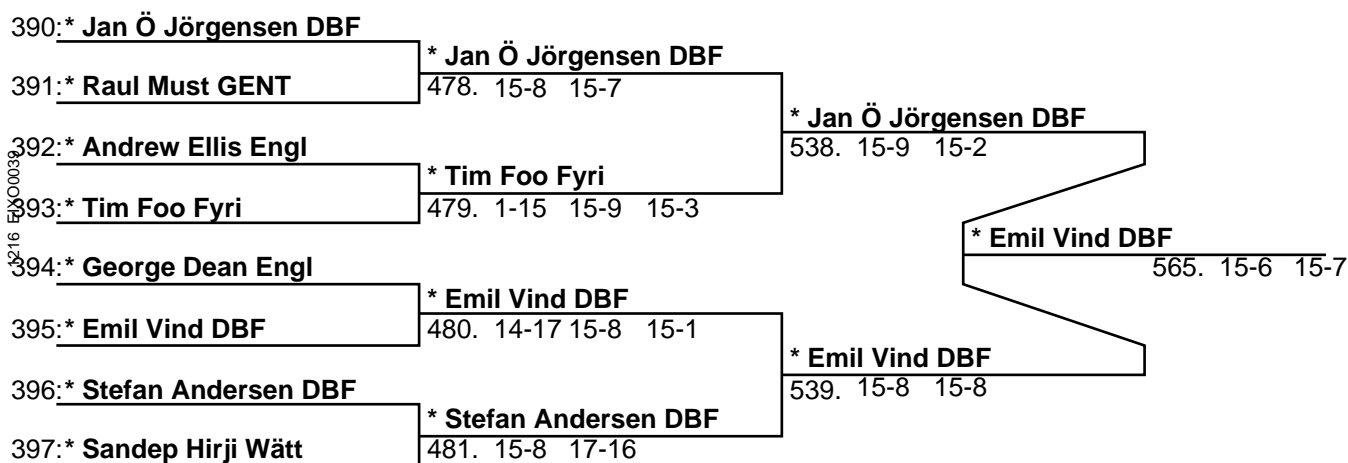 390:* Jan Ö Jörgensen DBF
* Jan Ö Jörgensen DBF
391:* Raul Must GENT
478. 15-8 15-7
* Jan Ö Jörgensen DBF
392:* Andrew Ellis Engl
538. 15-9 15-2
* Tim Foo Fyri
393:* Tim Foo Fyri
479. 1-15 15-9 15-3
* Emil Vind DBF
394:* George Dean Engl
565. 15-6 15-7
* Emil Vind DBF
395:* Emil Vind DBF
480. 14-17 15-8 15-1
* Emil Vind DBF
396:* Stefan Andersen DBF
539. 15-8 15-8
* Stefan Andersen DBF
397:* Sandep Hirji Wätt
481. 15-8 17-16
1216